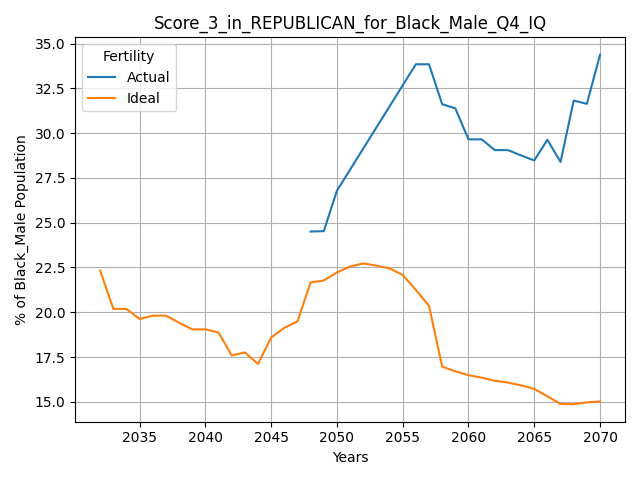 Score_3_in_REPUBLICAN_for_Black_Male_Q4_IQ
Fertility
Actual
Ideal
% of Black_Male Population
35.0
32.5
30.0
27.5
25.0
22.5
20.0
17.5
15.0
2035
2040
2045
2050
2055
2060
2065
2070
Years